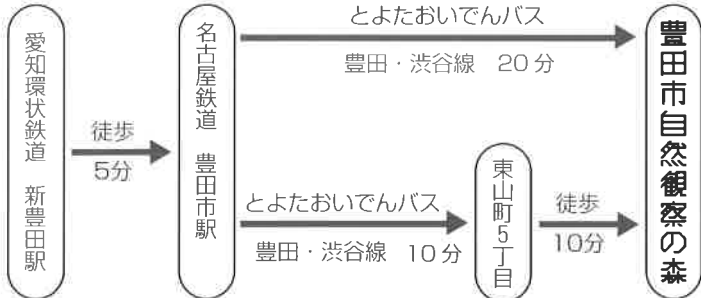 愛知環状鉄道 新豊田駅
徒歩
5分
名古屋鉄道 豊田市駅
とよたおいでんバス
豊田・渋谷線 20分
とよたおいでんバス
豊田・渋谷線 10分
東山町5丁目
徒歩
10分
豊田市自然観察の森